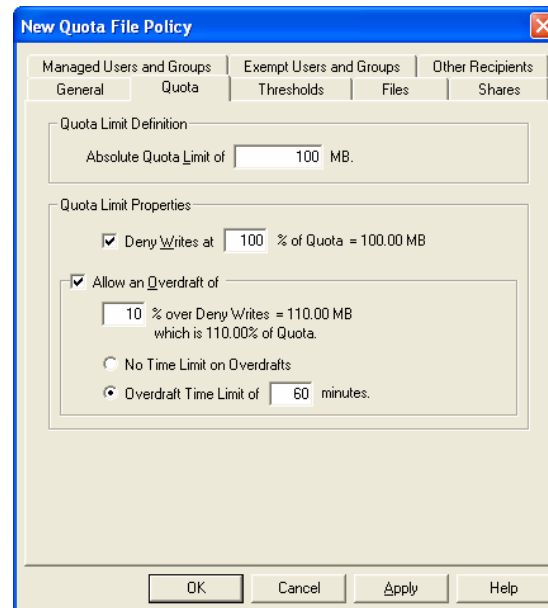 New Quota File Policy
Managed Users and Groups Exempt Users and Groups Other Recipients
General Quota Thresholds Files Shares
Quota Limit Definition
Absolute Quota Limit of 100 MB.
Quota Limit Properties
Deny Writes at 100 % of Quota = 100.00 MB
Allow an Overdraft of
10 % over Deny Writes = 110.00 MB
which is 110.00% of Quota.
No Time Limit on Overdrafts
Overdraft Time Limit of 60 minutes.
OK Cancel Apply Help